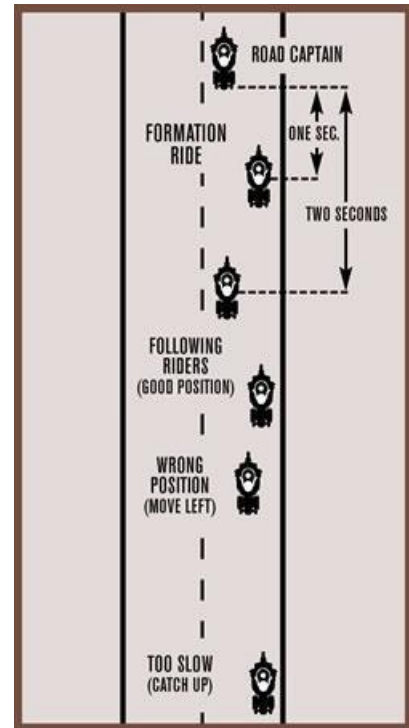 ROAD CAPTAIN
FORMATION
RIDE
ONE SEC.
TWO SECONDS
FOLLOWING
RIDERS
(GOOD POSITION)
WRONG
POSITION
(MOVE LEFT)
TOO SLOW
(CATCH UP)